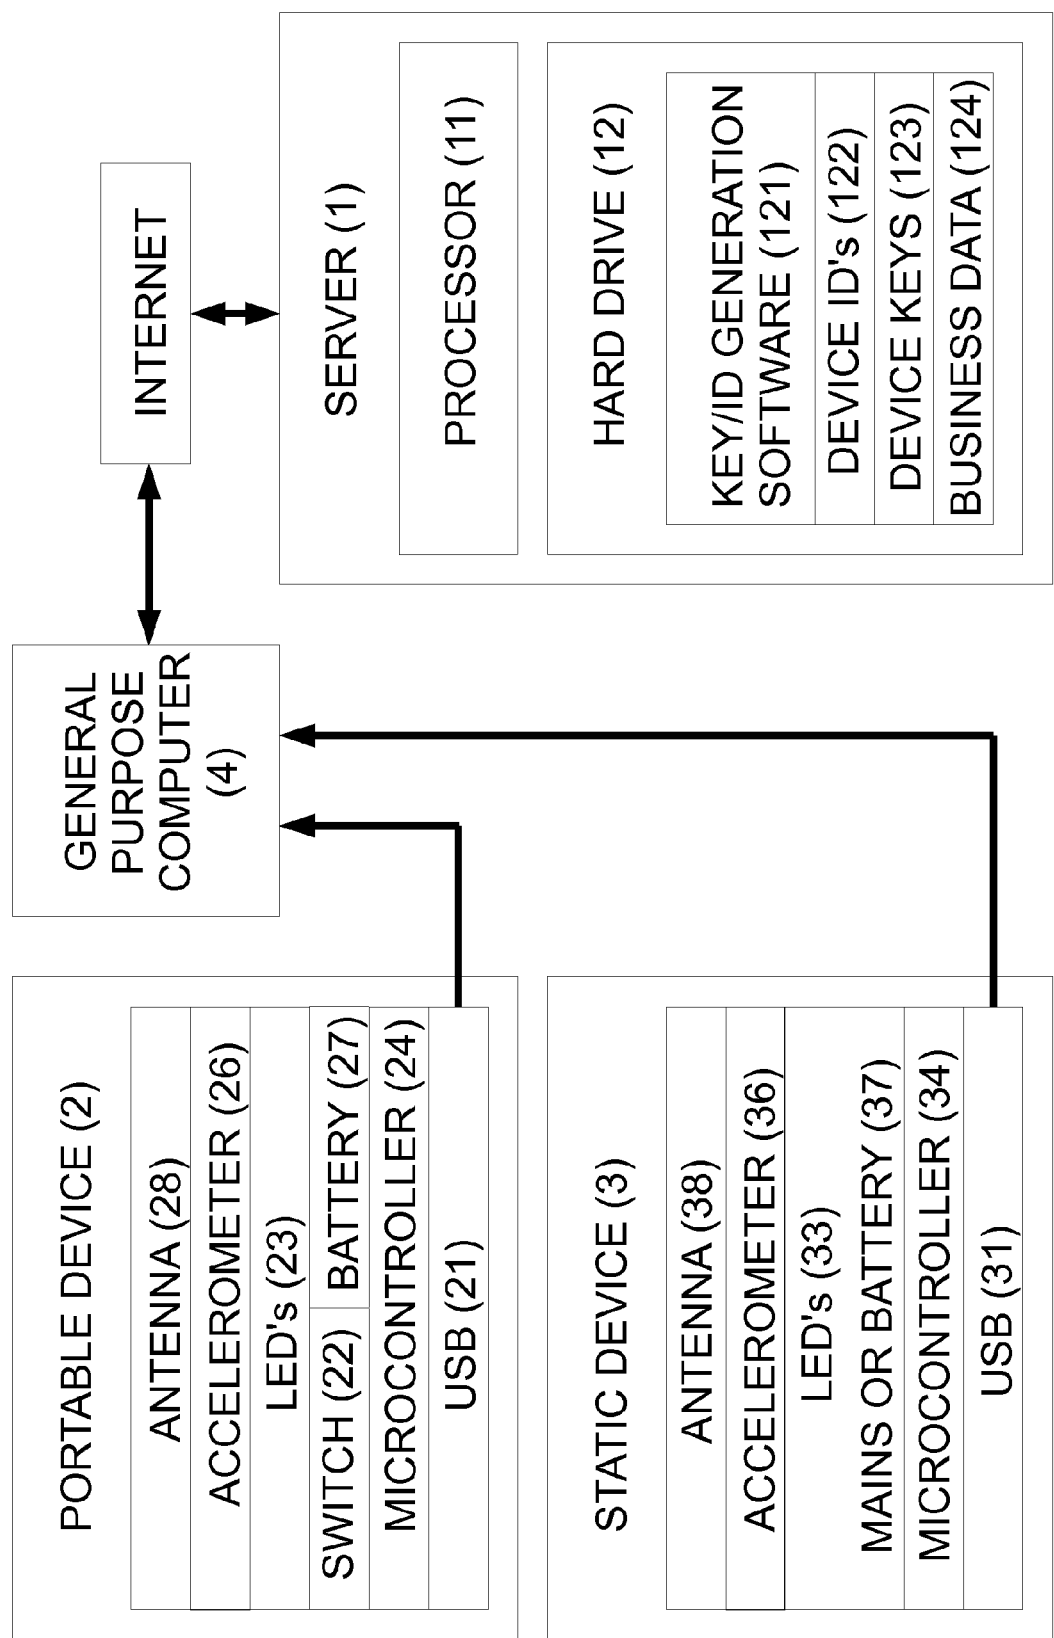 PORTABLE DEVICE (2)
ANTENNA (28)
ACCELEROMETER (26)
LED's (23)
SWITCH (22)
BATTERY (27)
MICROCONTROLLER (24)
USB (21)
GENERAL
PURPOSE
COMPUTER
(4)
INTERNET
STATIC DEVICE (3)
ANTENNA (38)
ACCELEROMETER (36)
LED's (33)
MAINS OR BATTERY (37)
MICROCONTROLLER (34)
USB (31)
SERVER (1)
PROCESSOR (11)
HARD DRIVE (12)
KEY/ID GENERATION
SOFTWARE (121)
DEVICE ID's (122)
DEVICE KEYS (123)
BUSINESS DATA (124)